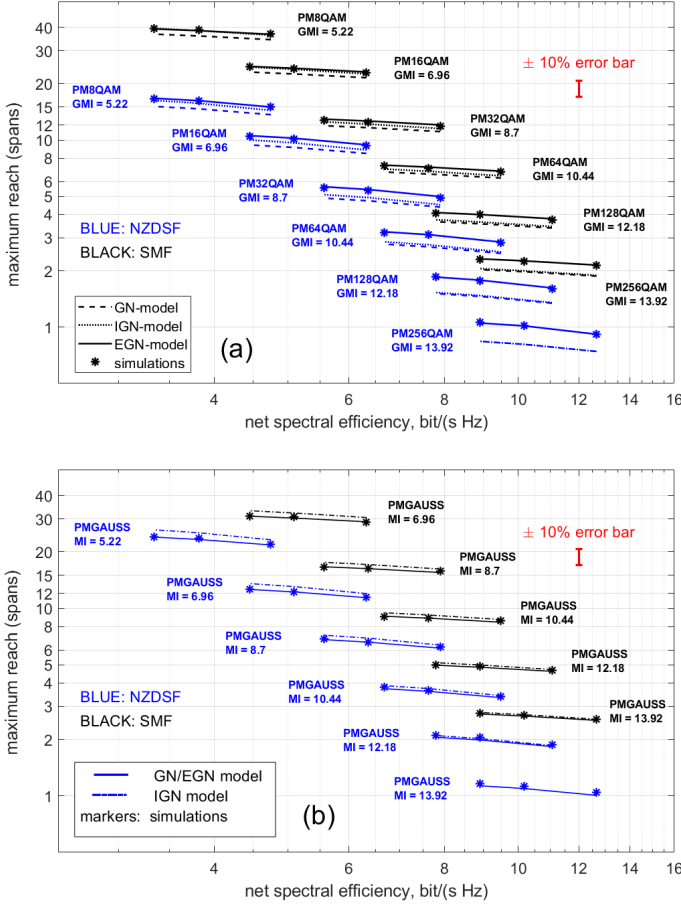 maximum reach (spans)
40
30
20
15
12
10
8
6
5
4
3
2
1
PM8QAM
GMI = 5.22
PM16QAM
GMI = 6.96
± 10% error bar
PM8QAM
GMI = 5.22
PM16QAM
GMI = 6.96
PM32QAM
GMI = 8.7
PM64QAM
GMI = 10.44
PM32QAM
GMI = 8.7
PM128QAM
GMI = 12.18
PM64QAM
GMI = 10.44
BLUE: NZDSF
BLACK: SMF
PM128QAM
GMI = 12.18
PM256QAM
GMI = 13.92
PM256QAM
GMI = 13.92
GN-model
IGN-model
EGN-model
simulations
(a)
4
6
8
10
12
14
16
net spectral efficiency, bit/(s Hz)
maximum reach (spans)
40
30
20
15
12
10
8
6
5
4
3
2
1
PMGAUSS
MI = 6.96
PMGAUSS
MI = 5.22
± 10% error bar
PMGAUSS
MI = 8.7
PMGAUSS
MI = 6.96
PMGAUSS
MI = 10.44
PMGAUSS
MI = 8.7
PMGAUSS
MI = 12.18
PMGAUSS
MI = 10.44
BLUE: NZDSF
BLACK: SMF
PMGAUSS
MI = 13.92
PMGAUSS
MI = 12.18
PMGAUSS
MI = 13.92
GN/EGN model
IGN model
markers: simulations
(b)
4
6
8
10
12
14
16
net spectral efficiency, bit/(s Hz)